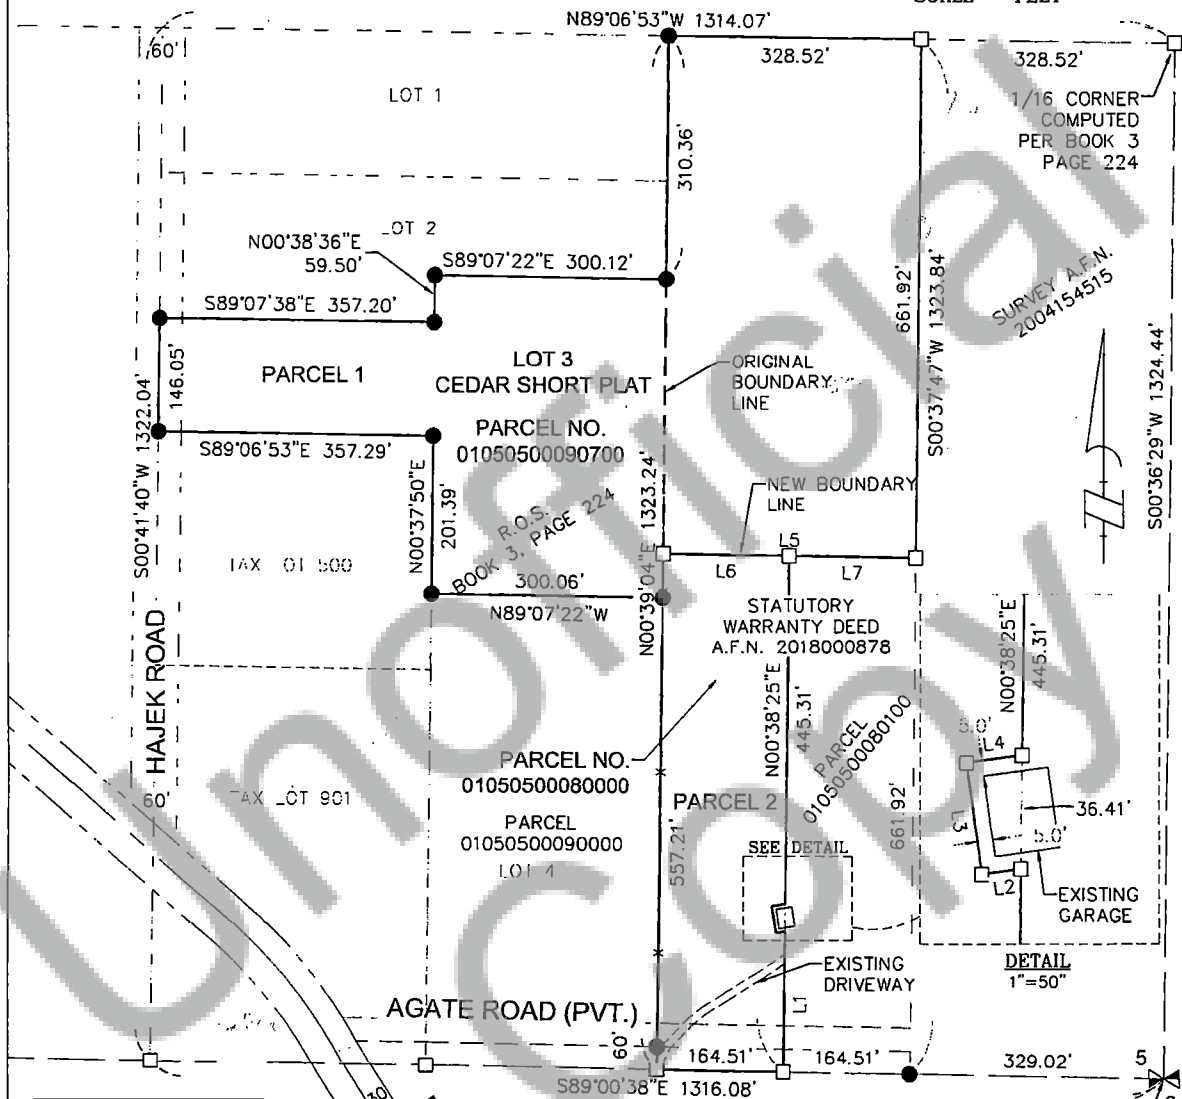 N89°06'53"W 1314.07'
328.52'
328.52'
60'
LOT 1
1/16 CORNER
COMPUTED
PER BOOK 3
PAGE 224
310.36'
N00°38'36"E
59.50'
LOT 2
S89°07'22"E 300.12'
S89°07'38"E 357.20'
SURVEY A.F.N.
2004154515
661.92'
S00°37'47"W 1323.84'
S00°36'29"W 1324.44'
146.05'
S00°41'40"W 1322.04'
PARCEL 1
LOT 3
CEDAR SHORT PLAT
ORIGINAL
BOUNDARY
LINE
PARCEL NO.
01050500090700
S89°06'53"E 357.29'
N00°37'50"E
201.39'
R.O.S.
BOOK 3, PAGE 224
N00°39'04"E 1323.24'
NEW BOUNDARY
LINE
L5
L6
L7
TAX LOT 500
300.06'
N89°07'22"W
STATUTORY
WARRANTY DEED
A.F.N. 2018000878
HAJEK ROAD
N00°38'25"E
445.31'
N00°38'25"E
445.31'
PARCEL
01050500080100
5.0'
L4
L3
36.41'
5.0'
L2
EXISTING
GARAGE
DETAIL
1"=50"
PARCEL NO.
01050500080000
60'
TAX LOT 901
PARCEL
01050500090000
LOT 4
PARCEL 2
557.21'
661.92'
SEE DETAIL
EXISTING
DRIVEWAY
L1
AGATE ROAD (PVT.)
60'
164.51'
164.51'
329.02'
5
S89°00'38"E 1316.08'
30
Unofficial
Copy